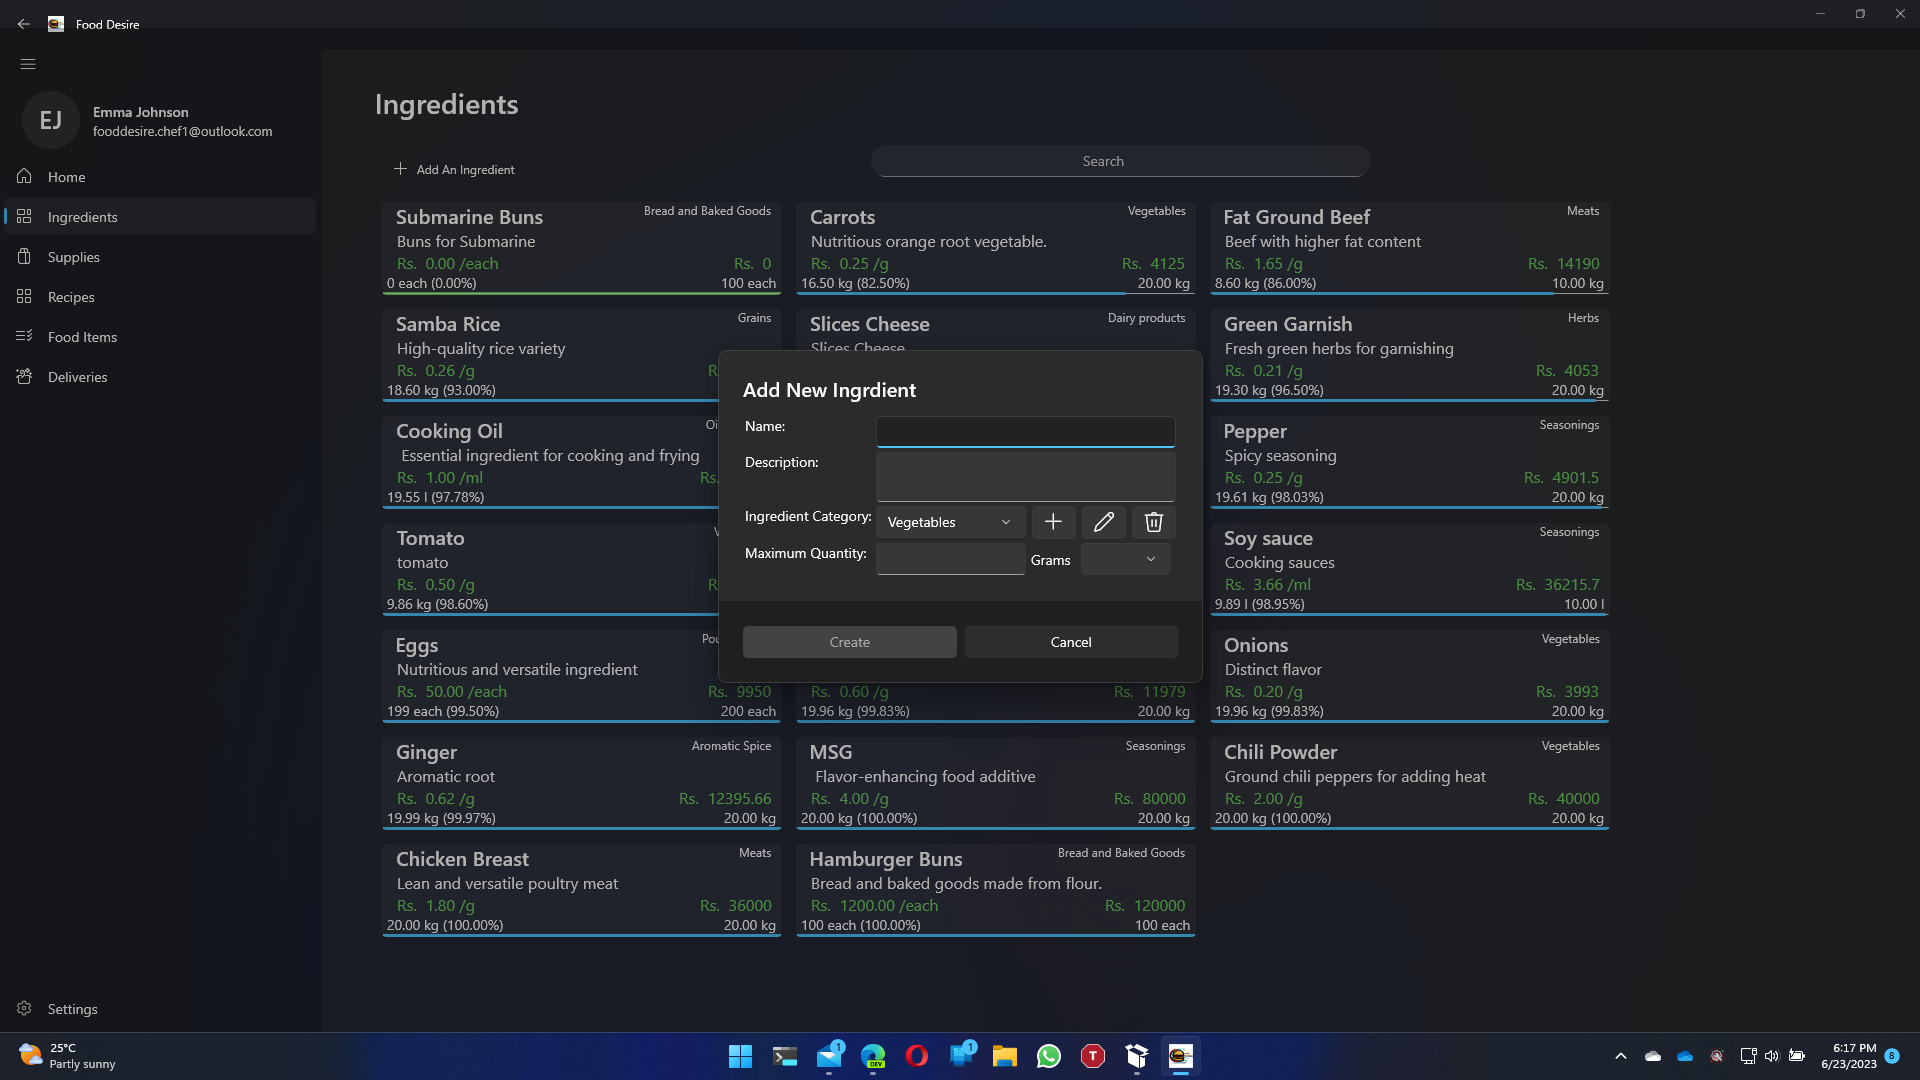 Food Desire
EJ
Emma Johnson
fooddesire.chef1@outlook.com
Home
Ingredients
Supplies
Recipes
Food Items
Deliveries
Settings
Ingredients
Add An Ingredient
Search
Submarine Buns
Bread and Baked Goods
Buns for Submarine
Rs. 0.00 /each
Rs. 0
0 each (0.00%)
100 each
Carrots
Vegetables
Nutritious orange root vegetable.
Rs. 0.25 /g
Rs. 4125
16.50 kg (82.50%)
20.00 kg
Fat Ground Beef
Meats
Beef with higher fat content
Rs. 1.65 /g
Rs. 14190
8.60 kg (86.00%)
10.00 kg
Samba Rice
Grains
High-quality rice variety
Rs. 0.26 /g
18.60 kg (93.00%)
Slices Cheese
Dairy products
Slices Cheese
Green Garnish
Herbs
Fresh green herbs for garnishing
Rs. 0.21 /g
Rs. 4053
19.30 kg (96.50%)
20.00 kg
Cooking Oil
Essential ingredient for cooking and frying
Rs. 1.00 /ml
Rs.
19.55 l (97.78%)
Pepper
Seasonings
Spicy seasoning
Rs. 0.25 /g
Rs. 4901.5
19.61 kg (98.03%)
20.00 kg
Tomato
tomato
Rs. 0.50 /g
9.86 kg (98.60%)
Soy sauce
Seasonings
Cooking sauces
Rs. 3.66 /ml
Rs. 36215.7
9.89 l (98.95%)
10.00 l
Eggs
Nutritious and versatile ingredient
Rs. 50.00 /each
Rs. 9950
199 each (99.50%)
200 each
Rs. 0.60 /g
Rs. 11979
19.96 kg (99.83%)
20.00 kg
Onions
Vegetables
Distinct flavor
Rs. 0.20 /g
Rs. 3993
19.96 kg (99.83%)
20.00 kg
Ginger
Aromatic Spice
Aromatic root
Rs. 0.62 /g
Rs. 12395.66
19.99 kg (99.97%)
20.00 kg
MSG
Seasonings
Flavor-enhancing food additive
Rs. 4.00 /g
Rs. 80000
20.00 kg (100.00%)
20.00 kg
Chili Powder
Vegetables
Ground chili peppers for adding heat
Rs. 2.00 /g
Rs. 40000
20.00 kg (100.00%)
20.00 kg
Chicken Breast
Meats
Lean and versatile poultry meat
Rs. 1.80 /g
Rs. 36000
20.00 kg (100.00%)
20.00 kg
Hamburger Buns
Bread and Baked Goods
Bread and baked goods made from flour.
Rs. 1200.00 /each
Rs. 120000
100 each (100.00%)
100 each
Add New Ingrdient
Name:
Description:
Ingredient Category:
Vegetables
Maximum Quantity:
Grams
Create
Cancel
25°C
Partly sunny
1
DEV
1
T
6:17 PM
6/23/2023
8